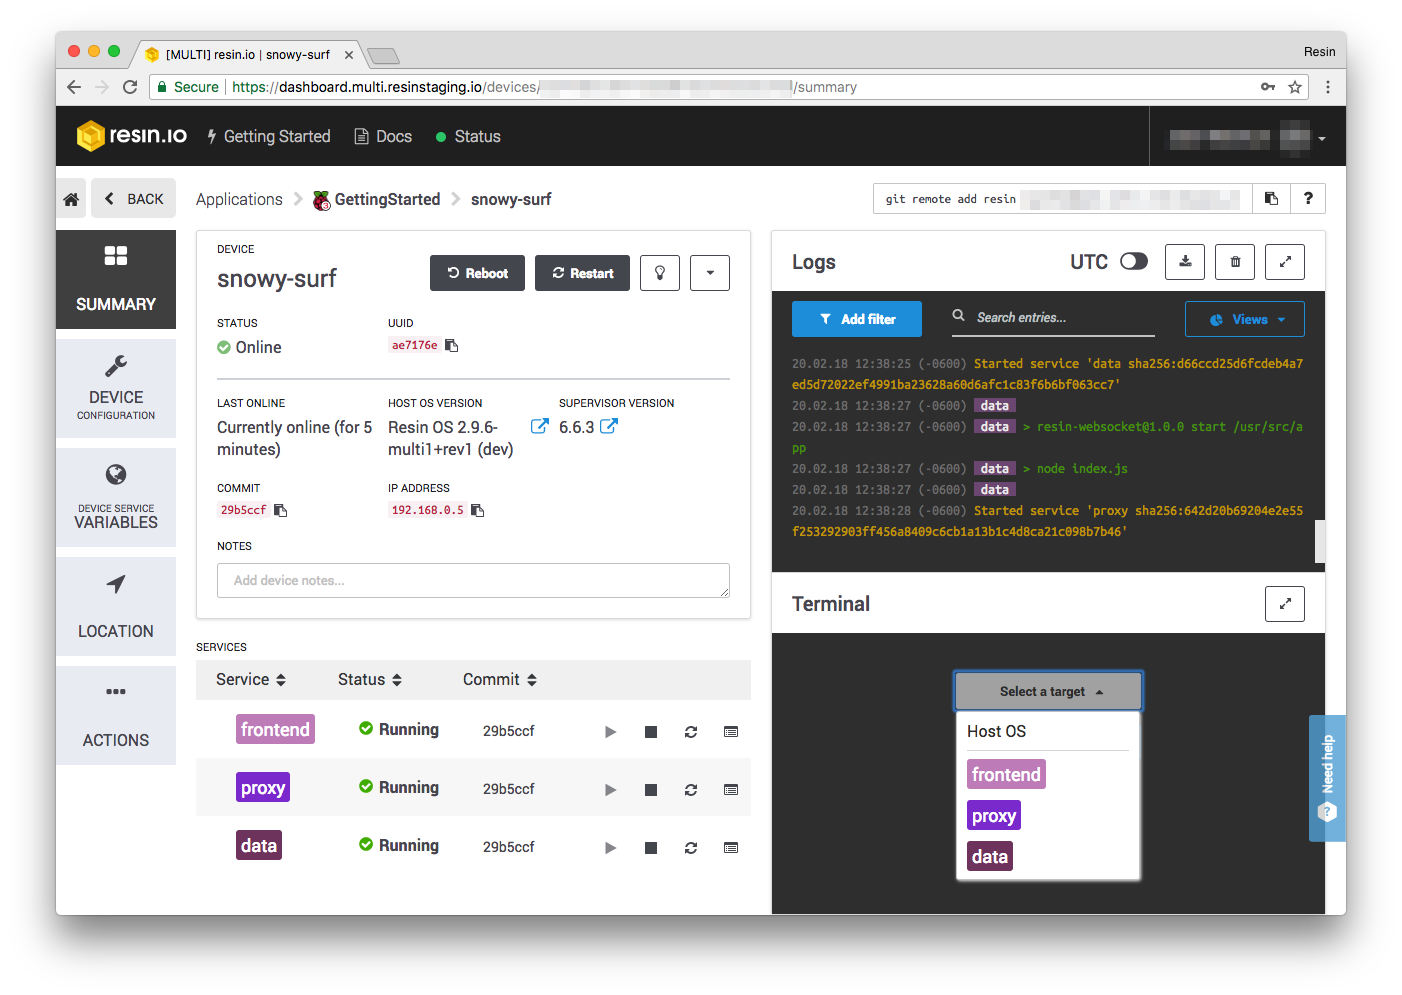 [MULTI] resin.io | snowy-surf
Resin
Secure
https://dashboard.multi.resinstaging.io/devices/
/summary
resin.io
Getting Started
Docs
Status
BACK
Applications
GettingStarted
snowy-surf
git remote add resin
?
SUMMARY
DEVICE
CONFIGURATION
DEVICE SERVICE
VARIABLES
LOCATION
ACTIONS
DEVICE
snowy-surf
Reboot
Restart
STATUS
UUID
Online
ae7176e
LAST ONLINE
HOST OS VERSION
SUPERVISOR VERSION
Currently online (for 5
minutes)
Resin OS 2.9.6-
multi1+rev1 (dev)
6.6.3
COMMIT
IP ADDRESS
29b5ccf
192.168.0.5
NOTES
Add device notes...
SERVICES
Service
Status
Commit
frontend
Running
29b5ccf
proxy
Running
29b5ccf
data
Running
29b5ccf
Logs
UTC
Add filter
Search entries...
Views
20.02.18 12:38:25 (-0600) Started service 'data sha256:d66ccd25d6fcdeb4a7
ed5d72022ef4991ba23628a60d6afc1c83f6b6bf063cc7'
20.02.18 12:38:27 (-0600) data
20.02.18 12:38:27 (-0600) data > resin-websocket@1.0.0 start /usr/src/a
pp
20.02.18 12:38:27 (-0600) data > node index.js
20.02.18 12:38:27 (-0600) data
20.02.18 12:38:28 (-0600) Started service 'proxy sha256:642d20b69204e2e55
f253292903ff456a8409c6cb1a13b1c4d8ca21c098b7b46'
Terminal
Select a target
Host OS
frontend
proxy
data
Need help
?